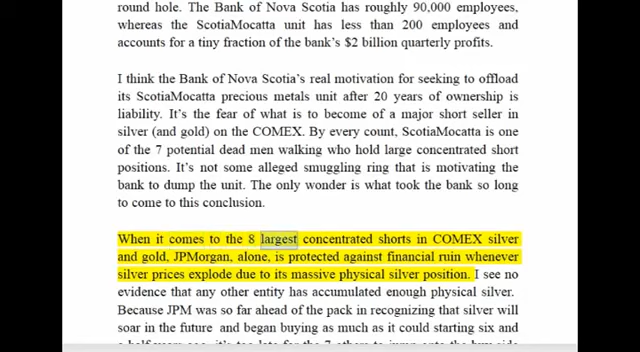 round hole. The Bank of Nova Scotia has roughly 90,000 employees,
whereas the ScotiaMocatta unit has less than 200 employees and
accounts for a tiny fraction of the bank's $2 billion quarterly profits.
I think the Bank of Nova Scotia's real motivation for seeking to offload
its ScotiaMocatta precious metals unit after 20 years of ownership is
liability. It's the fear of what is to become of a major short seller in
silver (and gold) on the COMEX. By every count, ScotiaMocatta is one
of the 7 potential dead men walking who hold large concentrated short
positions. It's not some alleged smuggling ring that is motivating the
bank to dump the unit. The only wonder is what took the bank so long
to come to this conclusion.
When it comes to the 8 largest concentrated shorts in COMEX silver
and gold, JPMorgan, alone, is protected against financial ruin whenever
silver prices explode due to its massive physical silver position. I see no
evidence that any other entity has accumulated enough physical silver.
Because JPM was so far ahead of the pack in recognizing that silver will
soar in the future and began buying as much as it could starting six and